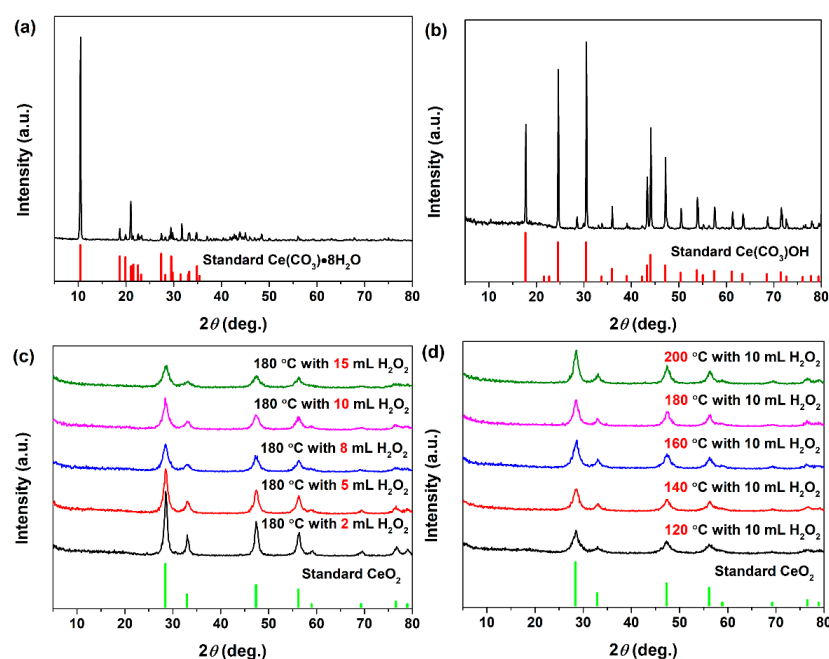 (a)
Intensity (a.u.)
Standard Ce(CO₃)•8H₂O
10 20 30 40 50 60 70 80
2θ (deg.)
(b)
Intensity (a.u.)
Standard Ce(CO₃)OH
10 20 30 40 50 60 70 80
2θ (deg.)
(c)
Intensity (a.u.)
180 °C with 15 mL H₂O₂
180 °C with 10 mL H₂O₂
180 °C with 8 mL H₂O₂
180 °C with 5 mL H₂O₂
180 °C with 2 mL H₂O₂
Standard CeO₂
10 20 30 40 50 60 70 80
2θ (deg.)
(d)
Intensity (a.u.)
200 °C with 10 mL H₂O₂
180 °C with 10 mL H₂O₂
160 °C with 10 mL H₂O₂
140 °C with 10 mL H₂O₂
120 °C with 10 mL H₂O₂
Standard CeO₂
10 20 30 40 50 60 70 80
2θ (deg.)